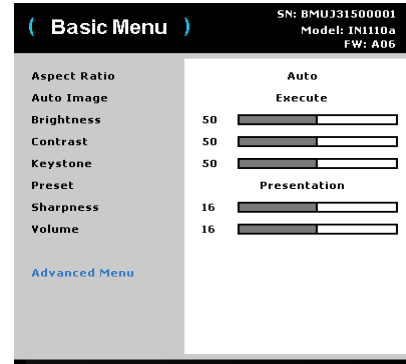 ( Basic Menu )
SN: BMUJ31500001
Model: IN1110a
FW: A06
Aspect Ratio Auto
Auto Image Execute
Brightness 50
Contrast 50
Keystone 50
Preset Presentation
Sharpness 16
Volume 16
Advanced Menu